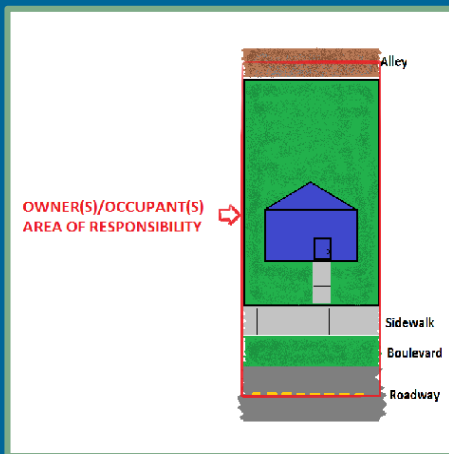 Alley
OWNER(S)/OCCUPANT(S)
AREA OF RESPONSIBILITY
Sidewalk
Boulevard
Roadway